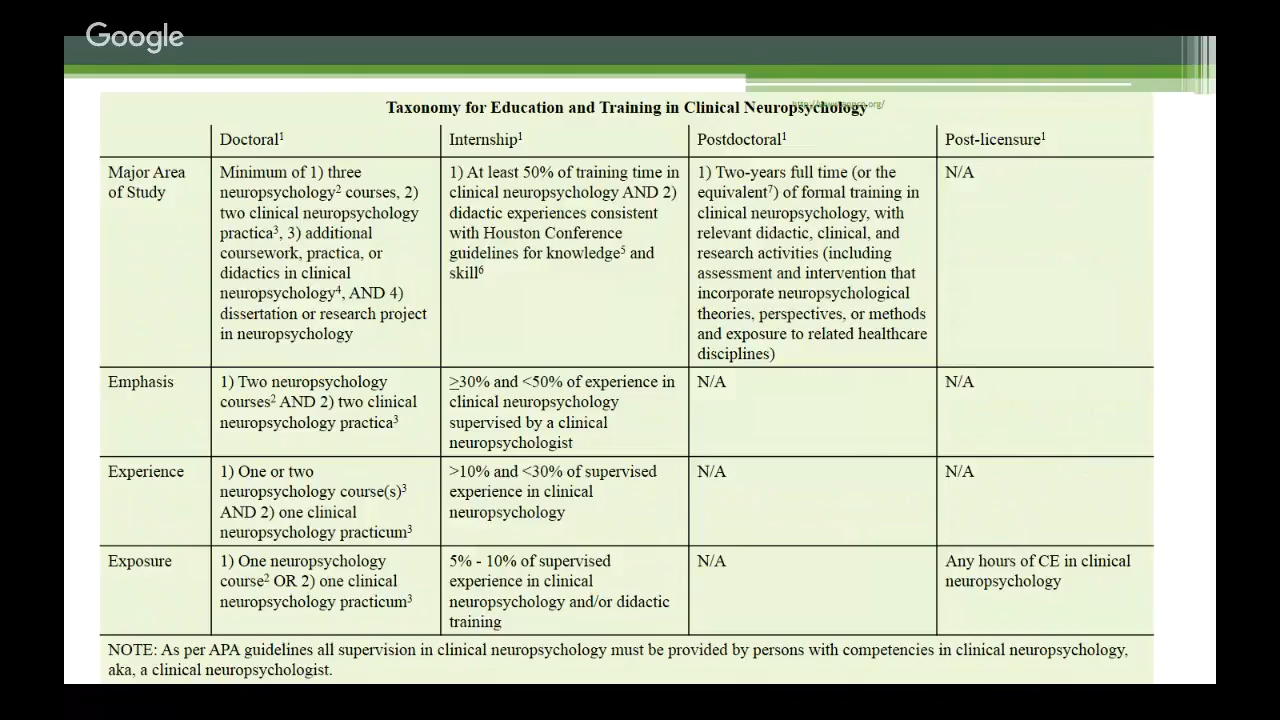 Google
Taxonomy for Education and Training in Clinical Neuropsychology
Doctoral¹
Internship¹
Postdoctoral¹
Post-licensure¹
Major Area
of Study
Minimum of 1) three
neuropsychology² courses, 2)
two clinical neuropsychology
practica³, 3) additional
coursework, practica, or
didactics in clinical
neuropsychology⁴, AND 4)
dissertation or research project
in neuropsychology
1) At least 50% of training time in
clinical neuropsychology AND 2)
didactic experiences consistent
with Houston Conference
guidelines for knowledge⁵ and
skill⁶
1) Two-years full time (or the
equivalent⁷) of formal training in
clinical neuropsychology, with
relevant didactic, clinical, and
research activities (including
assessment and intervention that
incorporate neuropsychological
theories, perspectives, or methods
and exposure to related healthcare
disciplines)
N/A
Emphasis
1) Two neuropsychology
courses² AND 2) two clinical
neuropsychology practica³
≥30% and <50% of experience in
clinical neuropsychology
supervised by a clinical
neuropsychologist
N/A
N/A
Experience
1) One or two
neuropsychology course(s)³
AND 2) one clinical
neuropsychology practicum³
>10% and <30% of supervised
experience in clinical
neuropsychology
N/A
N/A
Exposure
1) One neuropsychology
course² OR 2) one clinical
neuropsychology practicum³
5% - 10% of supervised
experience in clinical
neuropsychology and/or didactic
training
N/A
Any hours of CE in clinical
neuropsychology
NOTE: As per APA guidelines all supervision in clinical neuropsychology must be provided by persons with competencies in clinical neuropsychology,
aka, a clinical neuropsychologist.